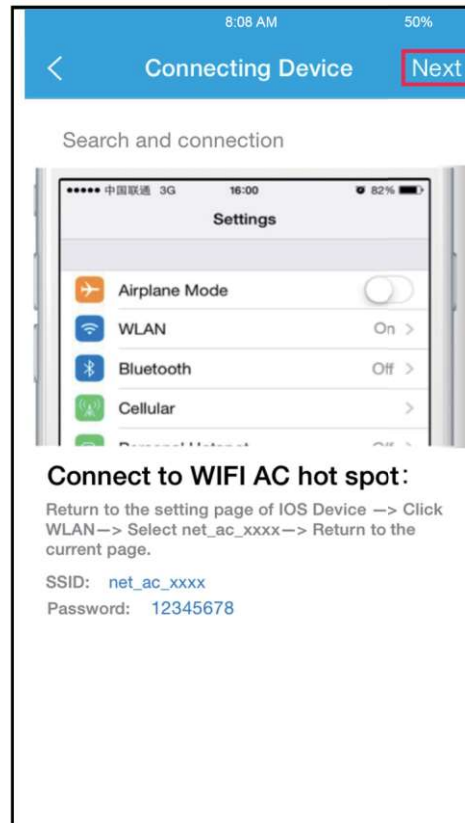 8:08 AM 50%
Connecting Device Next
Search and connection
中国联通 3G 16:00 82%
Settings
Airplane Mode
WLAN On
Bluetooth Off
Cellular
Connect to WIFI AC hot spot:
Return to the setting page of IOS Device —> Click
WLAN—> Select net_ac_xxxx—> Return to the
current page.
SSID: net_ac_xxxx
Password: 12345678